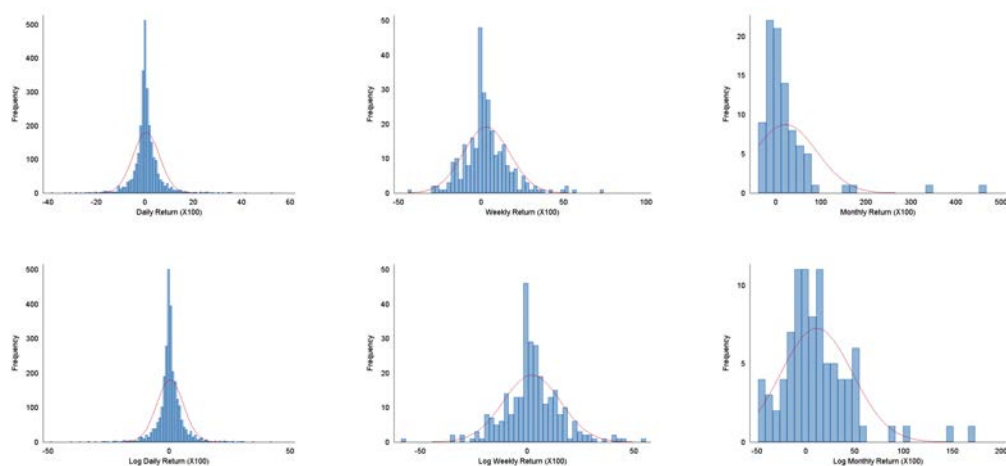 500
400
300
200
100
0
Frequency
-40 -20 0 20 40 60
Daily Return (X100)
50
40
30
20
10
0
Frequency
-50 0 50 100
Weekly Return (X100)
20
15
10
5
0
Frequency
0 100 200 300 400 500
Monthly Return (X100)
500
400
300
200
100
0
Frequency
-50 0 50
Log Daily Return (X100)
50
40
30
20
10
0
Frequency
-50 0 50
Log Weekly Return (X100)
10
5
0
Frequency
-50 0 50 100 150 200
Log Monthly Return (X100)